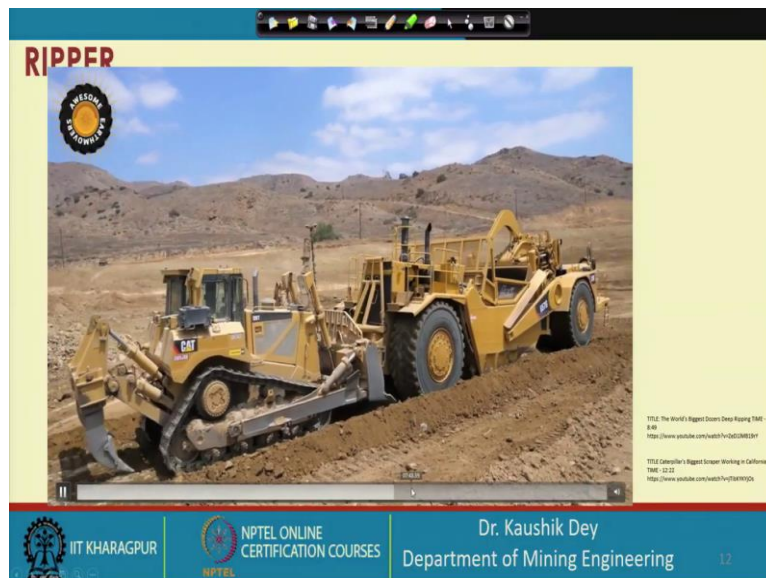 RIPPER
AWESOME
EARTHMOVERS
CAT
TITLE: The World's Biggest Dozers Deep Ripping TIME -
8:49
TITLE Caterpillar's Biggest Scraper Working in California
TIME - 12:22
IIT KHARAGPUR
NPTEL
NPTEL ONLINE
CERTIFICATION COURSES
Dr. Kaushik Dey
Department of Mining Engineering
12